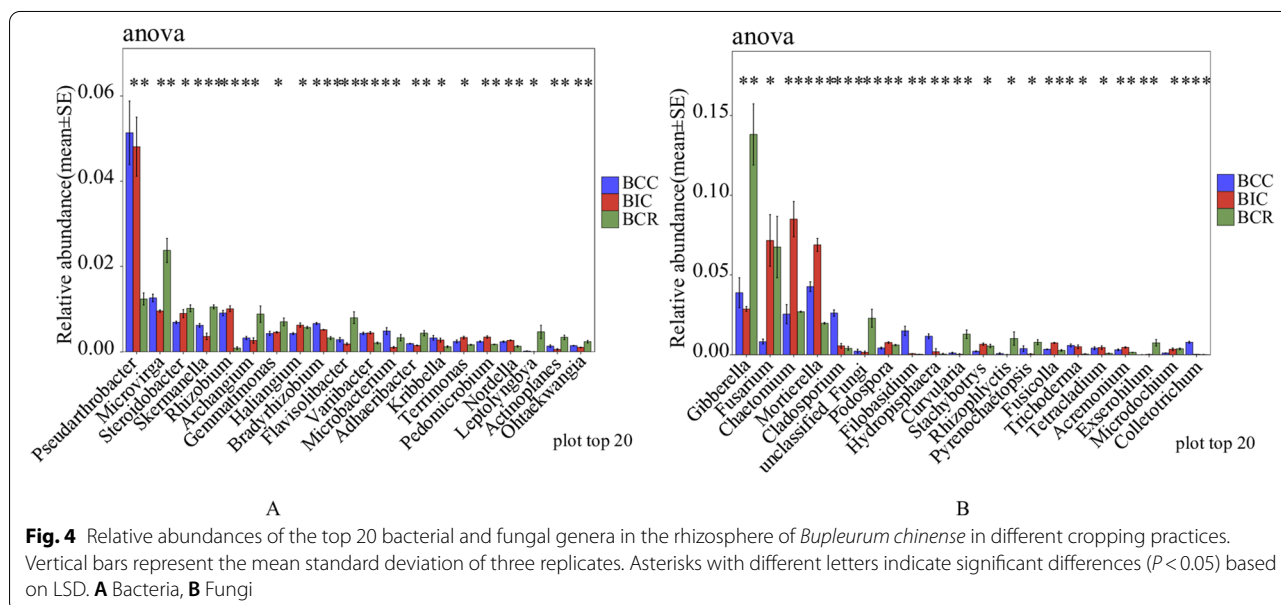 anova
** ** * *** ** ** * ** *** ** *** ** ** * * ** ** * ** **
Relative abundance(mean±SE)
0.06
0.04
0.02
0.00
BCC
BIC
BCR
Pseudarthrobacter
Microvirga
Steroidobacter
Skermanella
Rhizobium
Archangium
Gemmatimonas
Haliangium
Bradyrhizobium
Flavisolibacter
Varibacter
Microbacterium
Adhaeribacter
Kribbella
Terrimonas
Pedomicrobium
Nordella
Leptolyngbya
Actinoplanes
Ohtaekwangia
plot top 20
A
anova
Relative abundance(mean±SE)
0.15
0.10
0.05
0.00
BCC
BIC
BCR
Gibberella
Fusarium
Chaetomium
Mortierella
Cladosporium
unclassified_Fungi
Podospora
Filobasidium
Hydropisphaera
Curvularia
Stachybotrys
Rhizophlyctis
Pyrenochaetopsis
Fusicolla
Trichoderma
Tetracladium
Acremonium
Exserohilum
Microdochium
Colletotrichum
plot top 20
B
Fig. 4 Relative abundances of the top 20 bacterial and fungal genera in the rhizosphere of Bupleurum chinense in different cropping practices.
Vertical bars represent the mean standard deviation of three replicates. Asterisks with different letters indicate significant differences (P < 0.05) based
on LSD. A Bacteria, B Fungi